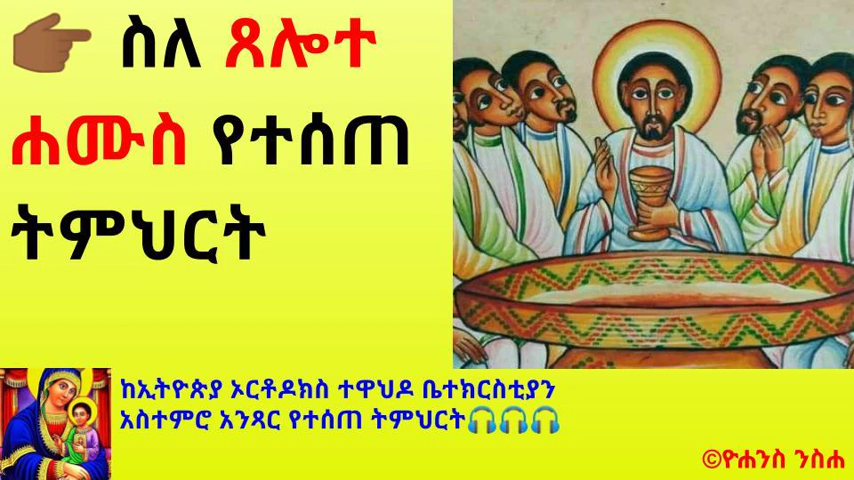 👉🏾 ስለ ጸሎተ
ሐሙስ የተሰጠ
ትምህርት
ከኢትዮጵያ ኦርቶዶክስ ተዋህዶ ቤተክርስቲያን
አስተምሮ አንጻር የተሰጠ ትምህርት🎧🎧🎧
©ዮሐንስ ንስሐ